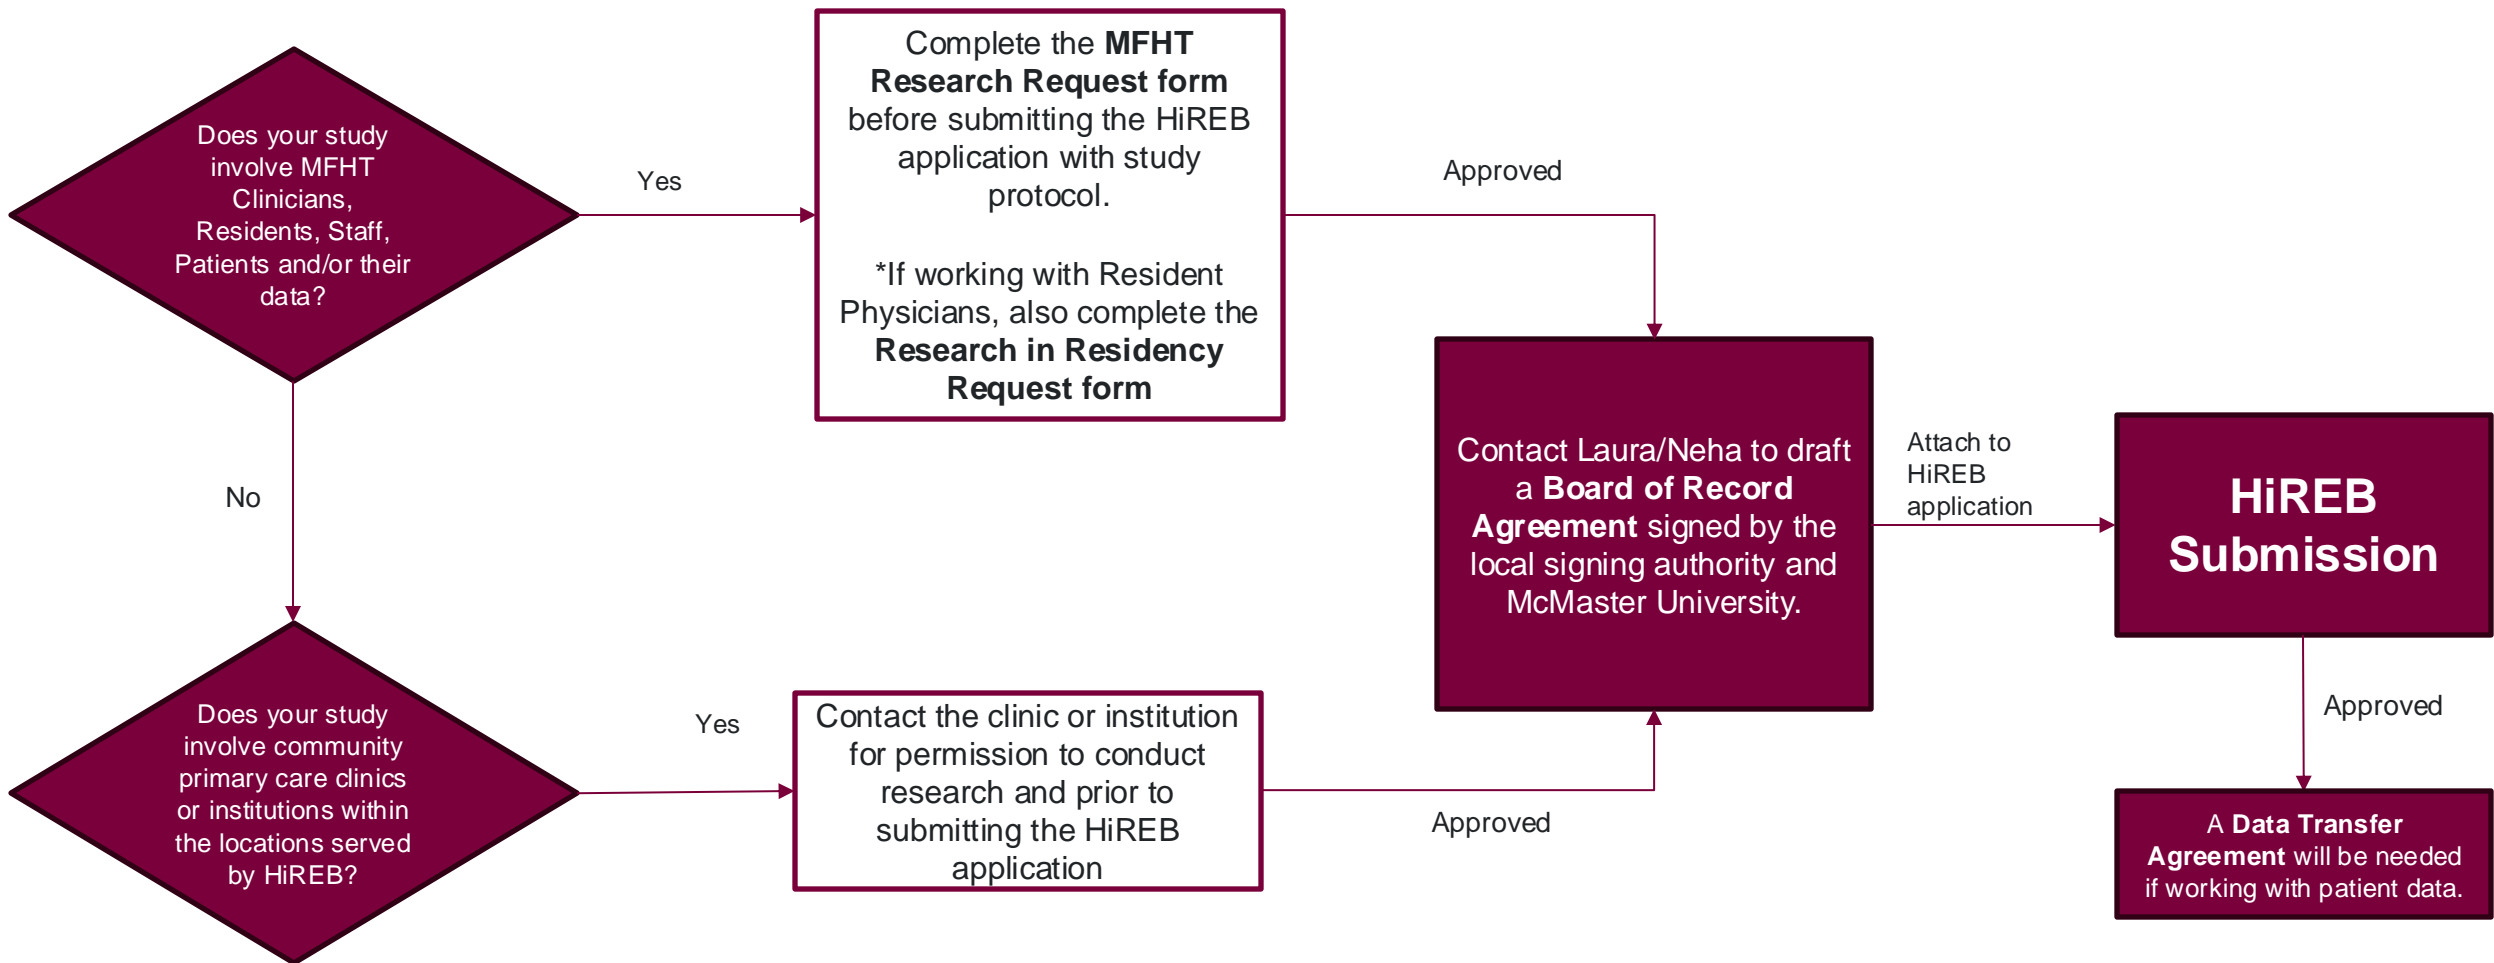 Does your study
involve MFHT
Clinicians,
Residents, Staff,
Patients and/or their
data?
Yes
Complete the MFHT
Research Request form
before submitting the HiREB
application with study
protocol.
*If working with Resident
Physicians, also complete the
Research in Residency
Request form
Approved
No
Does your study
involve community
primary care clinics
or institutions within
the locations served
by HiREB?
Yes
Contact the clinic or institution
for permission to conduct
research and prior to
submitting the HiREB
application
Approved
Contact Laura/Neha to draft
a Board of Record
Agreement signed by the
local signing authority and
McMaster University.
Attach to
HiREB
application
HiREB
Submission
Approved
A Data Transfer
Agreement will be needed
if working with patient data.